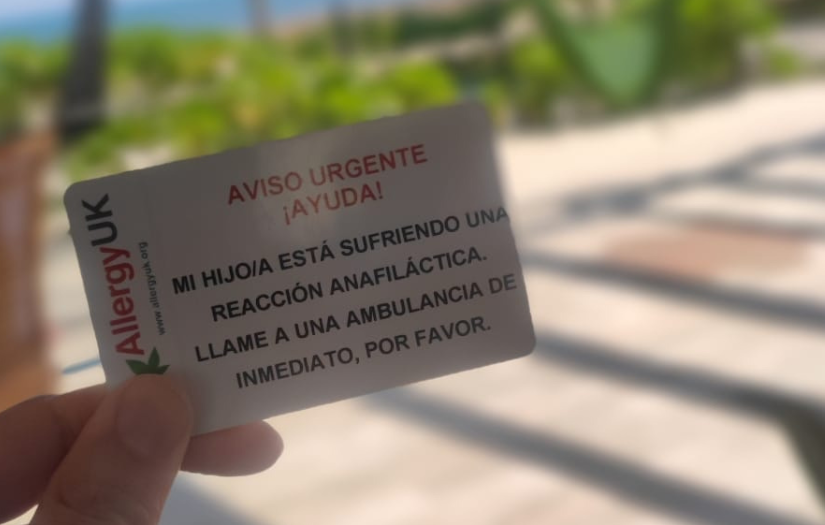 AVISO URGENTE
¡AYUDA!
MI HIJO/A ESTÁ SUFRIENDO UNA
REACCIÓN ANAFILÁCTICA.
LLAME A UNA AMBULANCIA DE
INMEDIATO, POR FAVOR.
AllergyUK
www.allergyuk.org